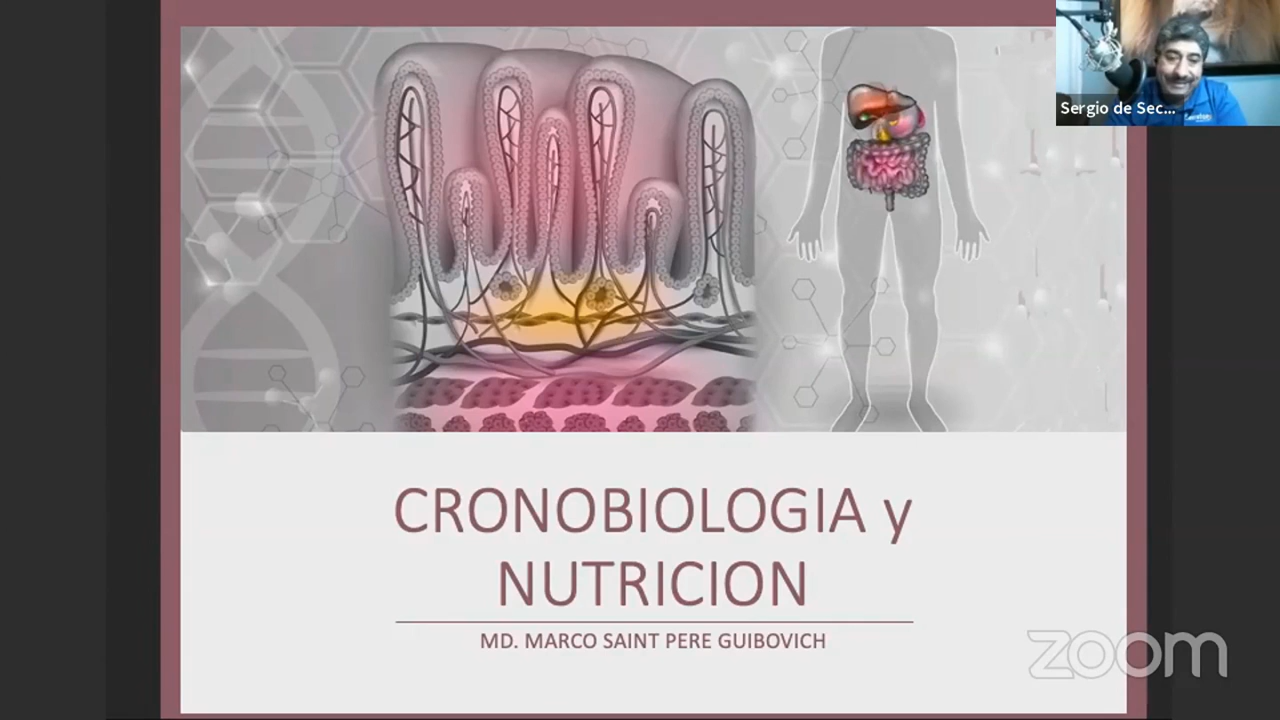 Sergio de Sec...
CRONOBIOLOGIA y
NUTRICION
MD. MARCO SAINT PERE GUIBOVICH
zoom